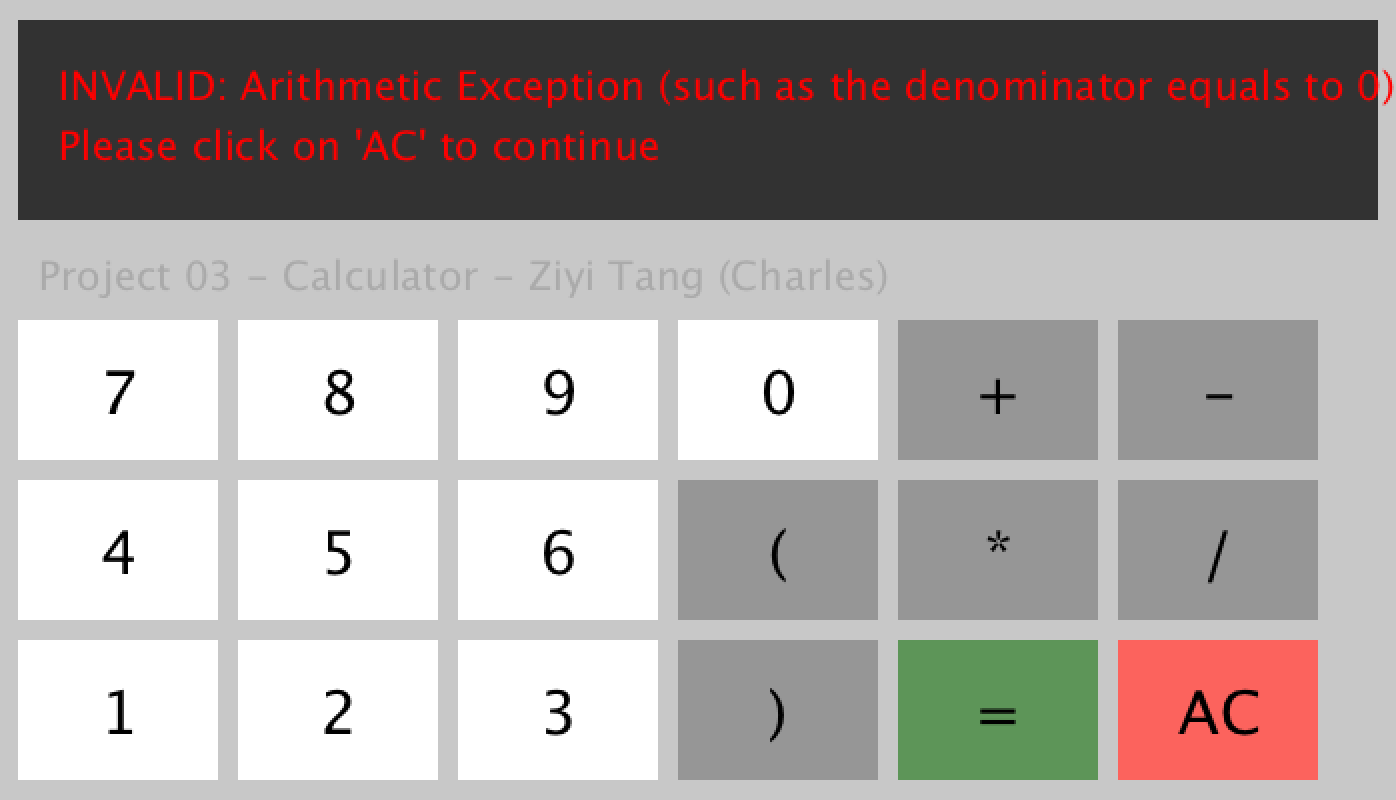 INVALID: Arithmetic Exception (such as the denominator equals to 0)
Please click on 'AC' to continue
Project 03 – Calculator – Ziyi Tang (Charles)
7 8 9 0 + –
4 5 6 ( * /
1 2 3 ) = AC